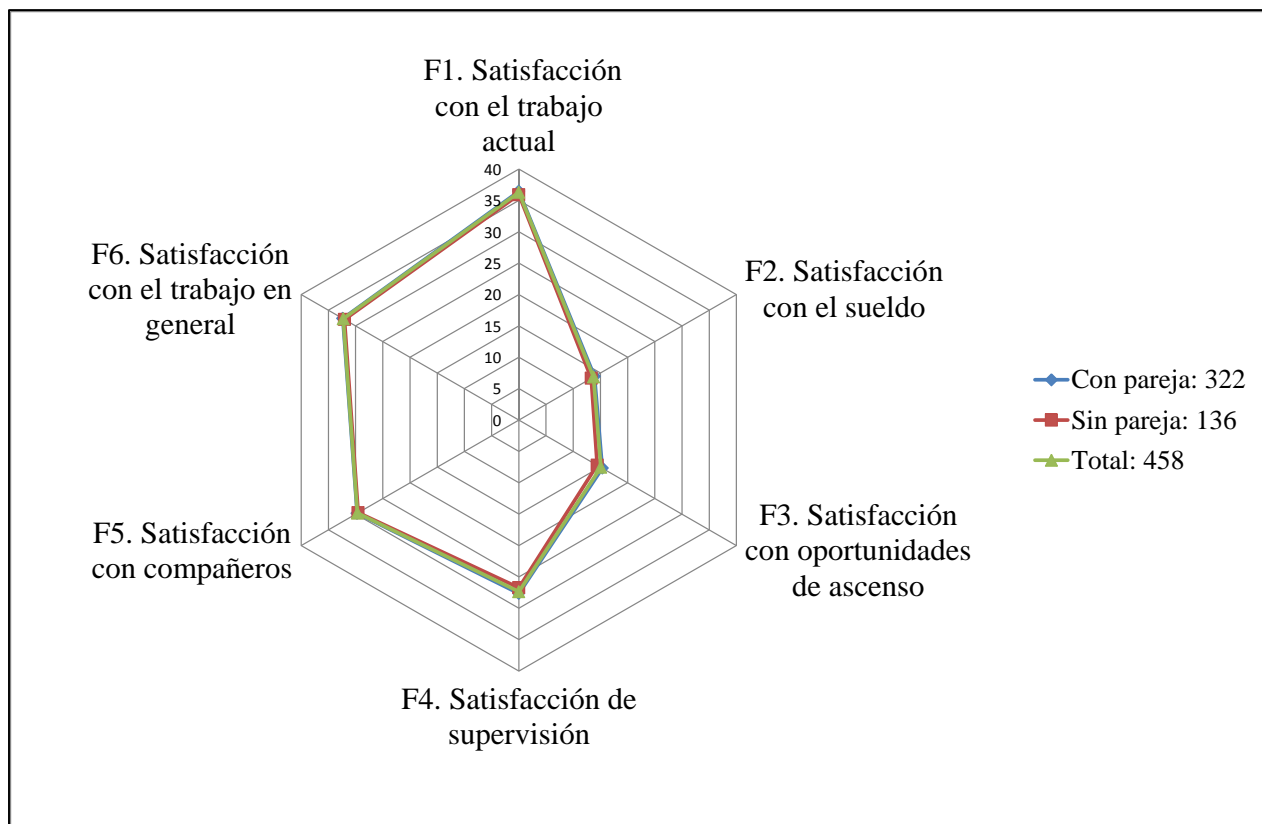 F1. Satisfacción
con el trabajo
actual
40
35
30
25
20
15
10
5
0
F2. Satisfacción
con el sueldo
F3. Satisfacción
con oportunidades
de ascenso
F4. Satisfacción de
supervisión
F5. Satisfacción
con compañeros
F6. Satisfacción
con el trabajo en
general
Con pareja: 322
Sin pareja: 136
Total: 458